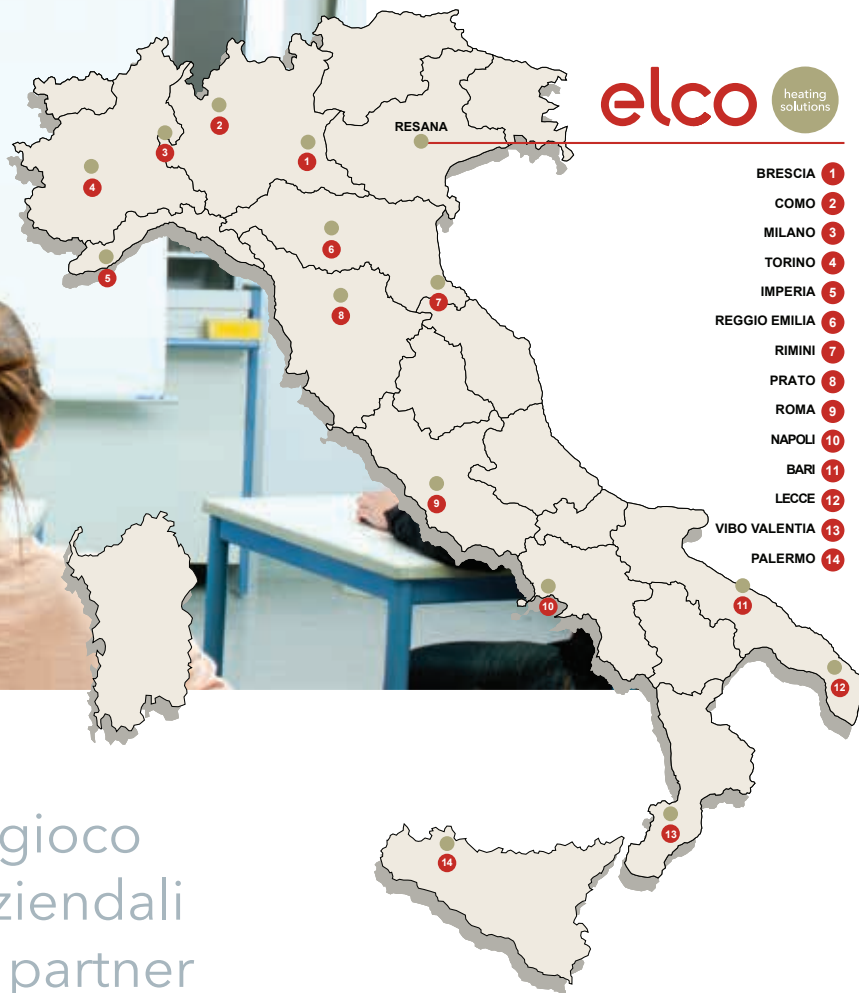 elco
heating
solutions
RESANA
BRESCIA 1
COMO 2
MILANO 3
TORINO 4
IMPERIA 5
REGGIO EMILIA 6
RIMINI 7
PRATO 8
ROMA 9
NAPOLI 10
BARI 11
LECCE 12
VIBO VALENTIA 13
PALERMO 14
2
3
1
4
6
5
7
8
9
10
11
12
13
14
gioco
ziendali
partner